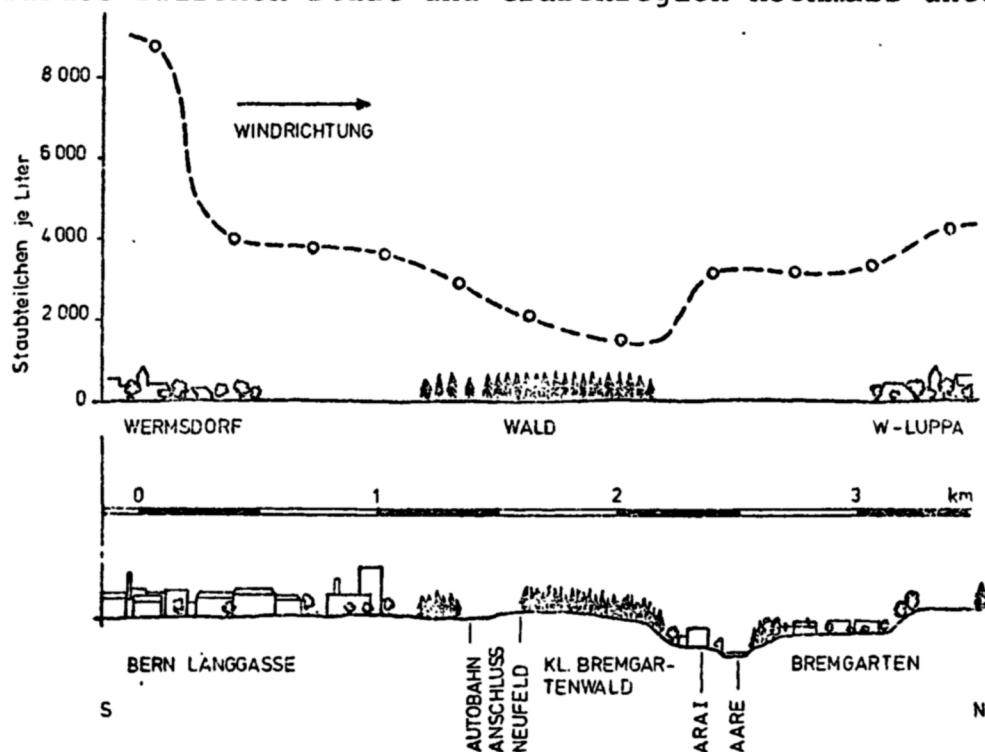 8 000
6 000
4 000
2 000
0
Staubteilchen je Liter
WINDRICHTUNG
WERMSDORF
WALD
W-LUPPA
0 1 2 3 km
BERN LÄNGGASSE
AUTOBAHN
ANSCHLUSS
NEUFELD
KL. BREMGAR-
TENWALD
ARA I
AARE
BREMGARTEN
S
N